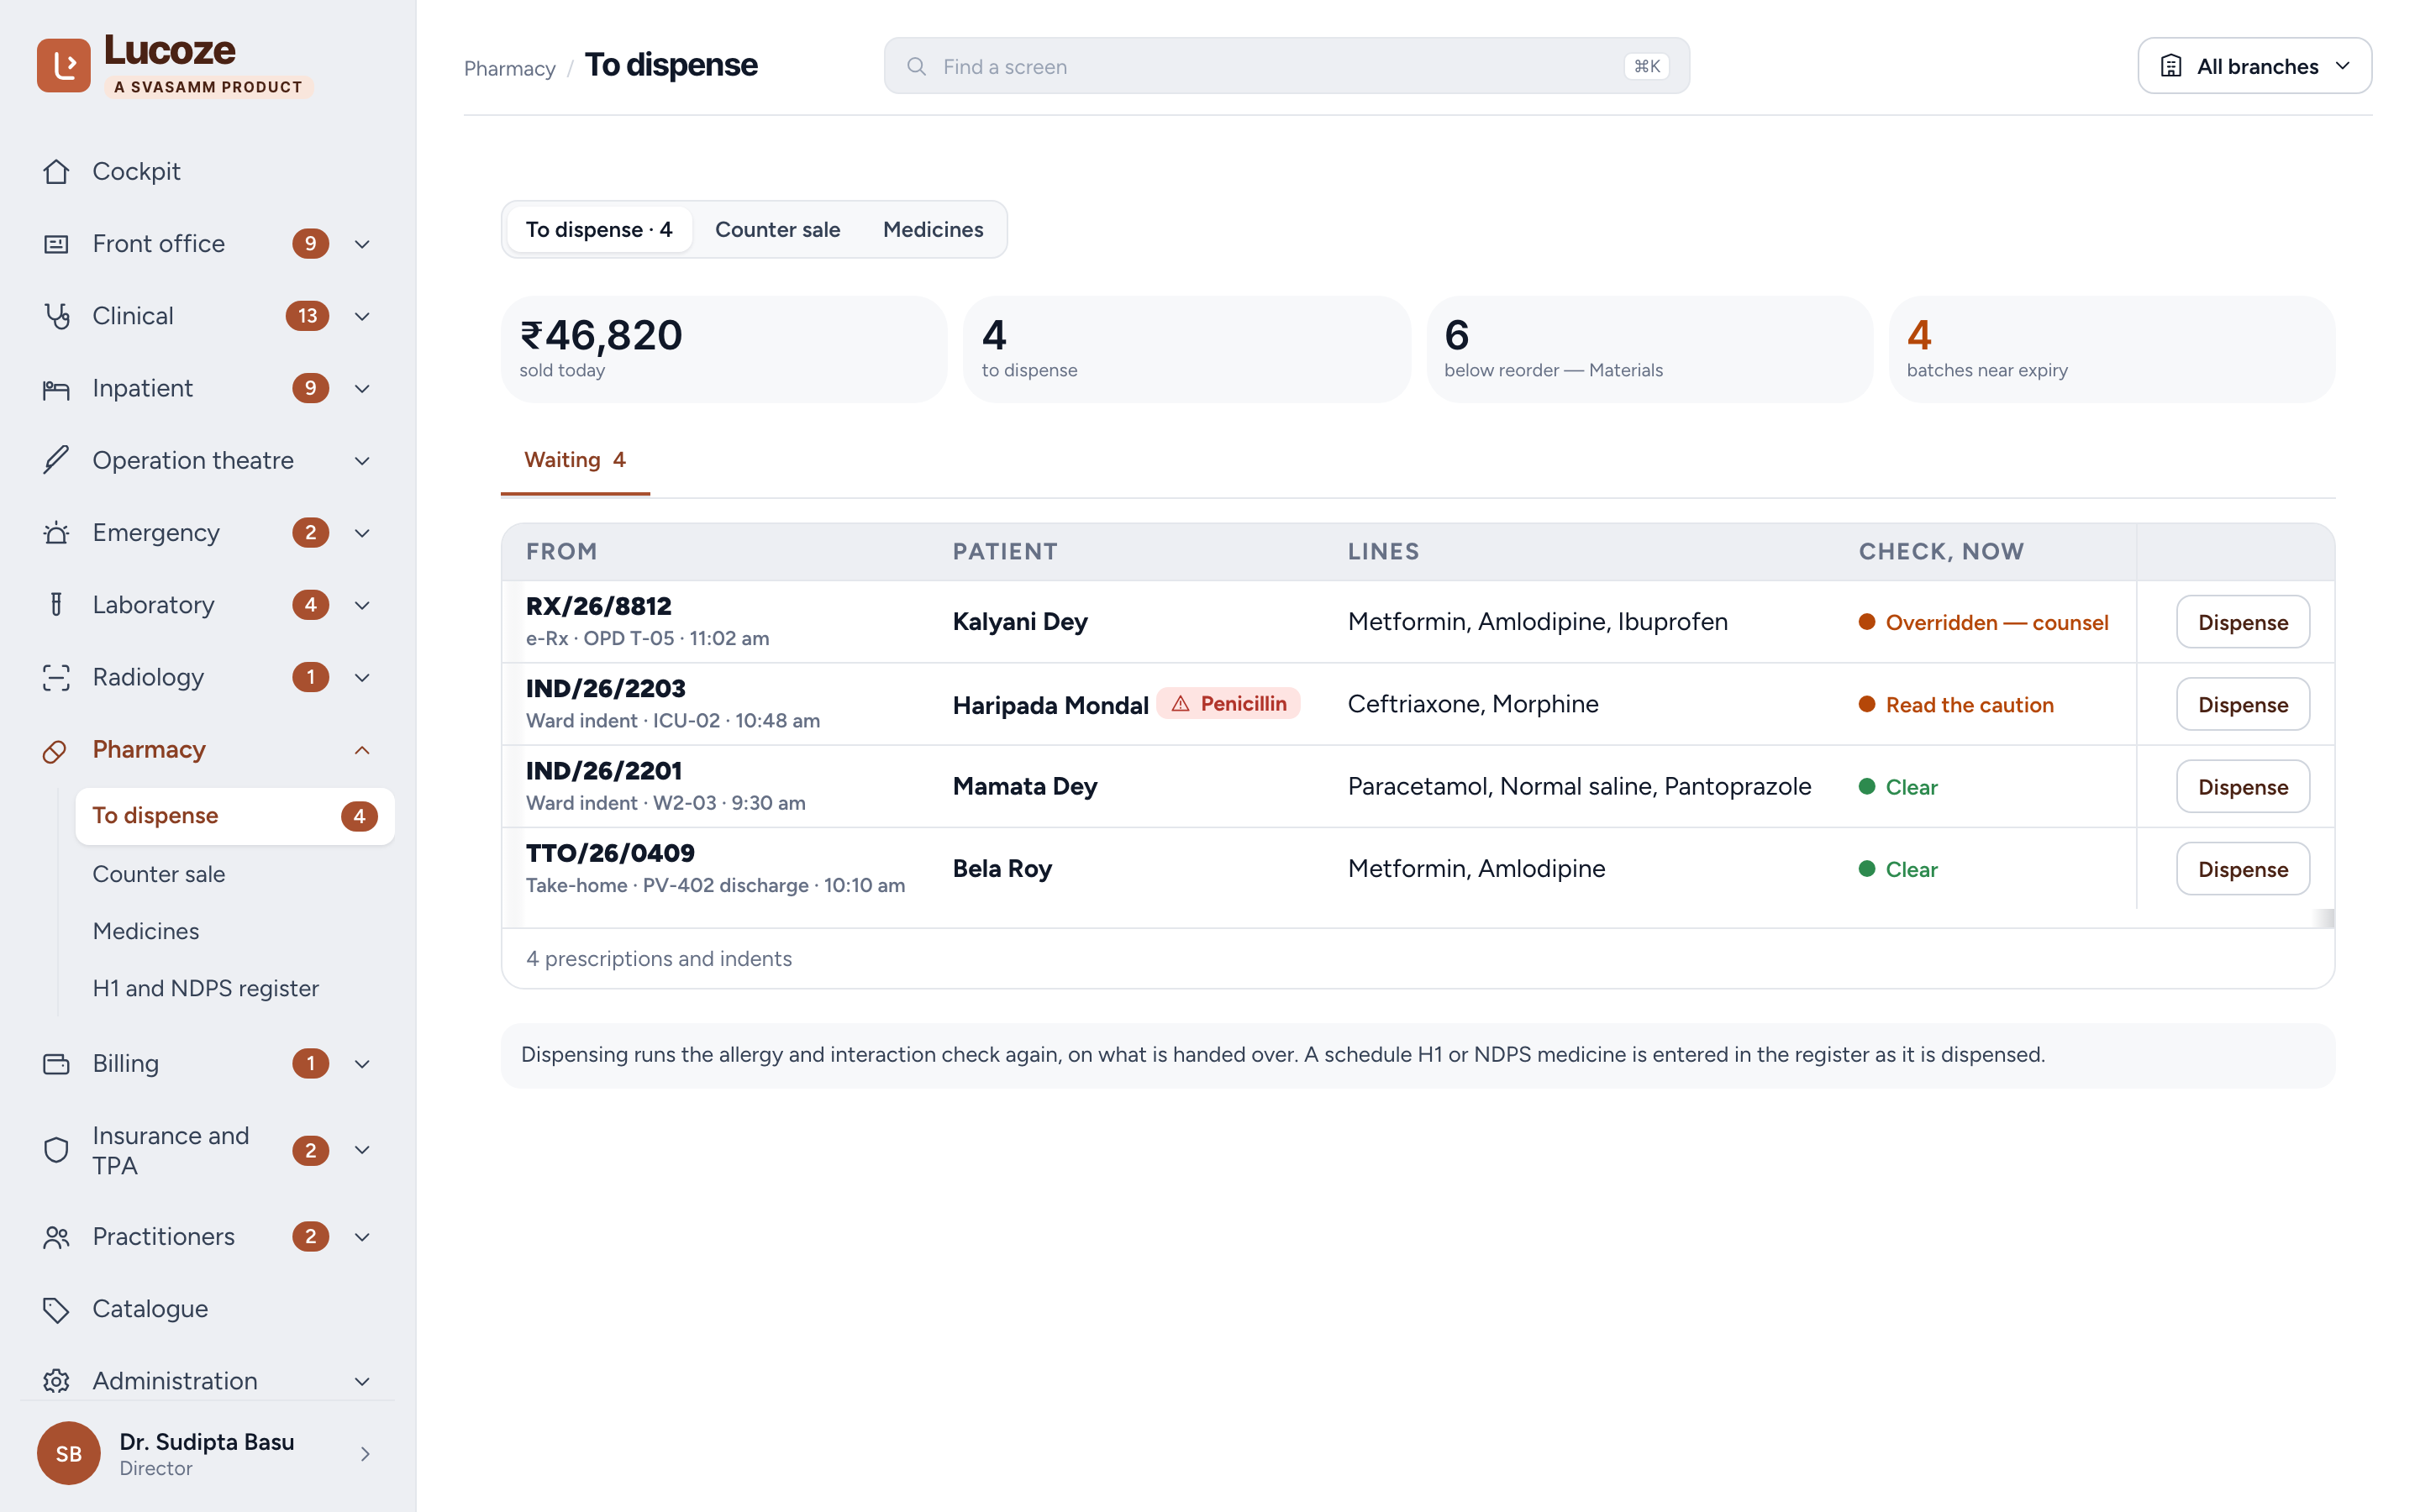 Lucoze
A SVASAMM PRODUCT
Cockpit
Front office 9
Clinical 13
Inpatient 9
Operation theatre
Emergency 2
Laboratory 4
Radiology 1
Pharmacy
To dispense 4
Counter sale
Medicines
H1 and NDPS register
Billing 1
Insurance and
TPA 2
Practitioners 2
Catalogue
Administration
SB
Dr. Sudipta Basu
Director
Pharmacy / To dispense
Find a screen ⌘K
All branches
To dispense · 4 Counter sale Medicines
₹46,820
sold today
4
to dispense
6
below reorder — Materials
4
batches near expiry
Waiting 4
FROM PATIENT LINES CHECK, NOW
RX/26/8812
e-Rx · OPD T-05 · 11:02 am
Kalyani Dey
Metformin, Amlodipine, Ibuprofen
Overridden — counsel
Dispense
IND/26/2203
Ward indent · ICU-02 · 10:48 am
Haripada Mondal Penicillin
Ceftriaxone, Morphine
Read the caution
Dispense
IND/26/2201
Ward indent · W2-03 · 9:30 am
Mamata Dey
Paracetamol, Normal saline, Pantoprazole
Clear
Dispense
TTO/26/0409
Take-home · PV-402 discharge · 10:10 am
Bela Roy
Metformin, Amlodipine
Clear
Dispense
4 prescriptions and indents
Dispensing runs the allergy and interaction check again, on what is handed over. A schedule H1 or NDPS medicine is entered in the register as it is dispensed.